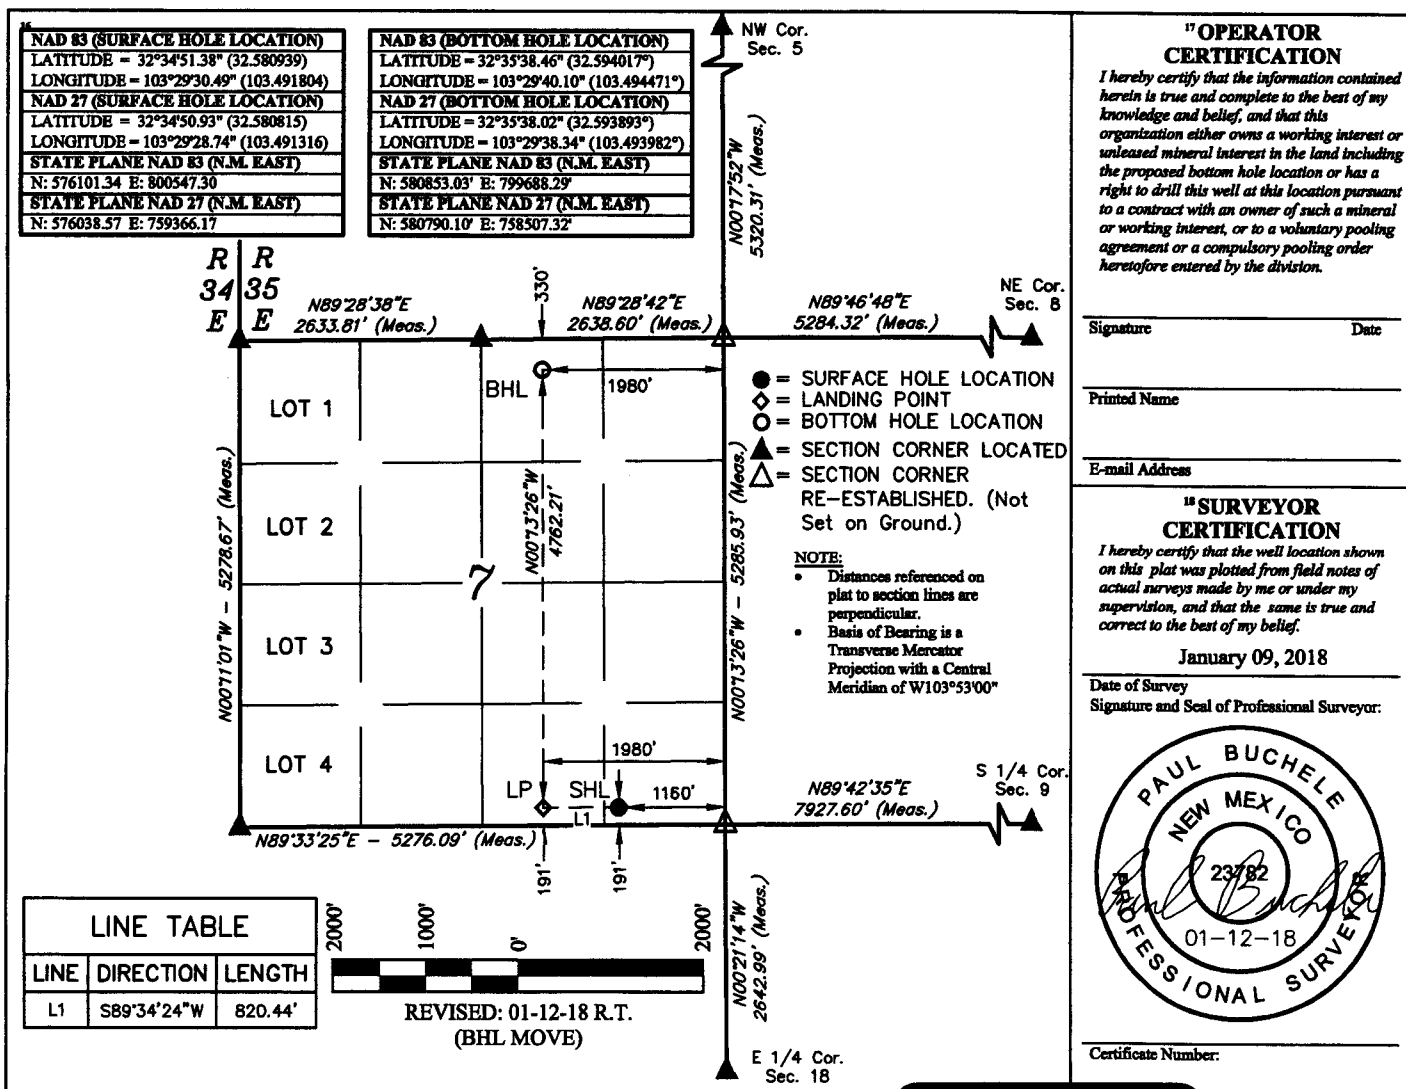 16
NAD 83 (SURFACE HOLE LOCATION)
LATITUDE = 32°34'51.38" (32.580939)
LONGITUDE = 103°29'30.49" (103.491804)
NAD 27 (SURFACE HOLE LOCATION)
LATITUDE = 32°34'50.93" (32.580815)
LONGITUDE = 103°29'28.74" (103.491316)
STATE PLANE NAD 83 (N.M. EAST)
N: 576101.34 E: 800547.30
STATE PLANE NAD 27 (N.M. EAST)
N: 576038.57 E: 759366.17
NAD 83 (BOTTOM HOLE LOCATION)
LATITUDE = 32°35'38.46" (32.594017°)
LONGITUDE = 103°29'40.10" (103.494471°)
NAD 27 (BOTTOM HOLE LOCATION)
LATITUDE = 32°35'38.02" (32.593893°)
LONGITUDE = 103°29'38.34" (103.493982°)
STATE PLANE NAD 83 (N.M. EAST)
N: 580853.03' E: 799688.29'
STATE PLANE NAD 27 (N.M. EAST)
N: 580790.10' E: 758507.32'
NW Cor.
Sec. 5
N00°17'52"W
5320.31' (Meas.)
R R
34 35
E E
N89°28'38"E
2633.81' (Meas.)
330'
N89°28'42"E
2638.60' (Meas.)
N89°46'48"E
5284.32' (Meas.)
NE Cor.
Sec. 8
BHL
1980'
LOT 1
LOT 2
LOT 3
LOT 4
7
N00°11'01"W - 5278.67' (Meas.)
N00°13'26"W
4762.21'
N00°13'26"W - 5285.93' (Meas.)
= SURFACE HOLE LOCATION
= LANDING POINT
= BOTTOM HOLE LOCATION
= SECTION CORNER LOCATED
= SECTION CORNER
RE-ESTABLISHED. (Not
Set on Ground.)
NOTE:
• Distances referenced on
plat to section lines are
perpendicular.
• Basis of Bearing is a
Transverse Mercator
Projection with a Central
Meridian of W103°53'00"
1980'
LP
SHL
1160'
L1
N89°42'35"E
7927.60' (Meas.)
S 1/4 Cor.
Sec. 9
N89°33'25"E - 5276.09' (Meas.)
191'
191'
N00°21'14"W
2642.99' (Meas.)
E 1/4 Cor.
Sec. 18
LINE TABLE
LINE DIRECTION LENGTH
L1 S89°34'24"W 820.44'
2000' 1000' 0' 2000'
REVISED: 01-12-18 R.T.
(BHL MOVE)
17 OPERATOR
CERTIFICATION
I hereby certify that the information contained
herein is true and complete to the best of my
knowledge and belief, and that this
organization either owns a working interest or
unleased mineral interest in the land including
the proposed bottom hole location or has a
right to drill this well at this location pursuant
to a contract with an owner of such a mineral
or working interest, or to a voluntary pooling
agreement or a compulsory pooling order
heretofore entered by the division.
Signature Date
Printed Name
E-mail Address
18 SURVEYOR
CERTIFICATION
I hereby certify that the well location shown
on this plat was plotted from field notes of
actual surveys made by me or under my
supervision, and that the same is true and
correct to the best of my belief.
January 09, 2018
Date of Survey
Signature and Seal of Professional Surveyor:
PAUL BUCHELE
NEW MEXICO
23782
Paul Buchele
01-12-18
PROFESSIONAL SURVEYOR
Certificate Number: